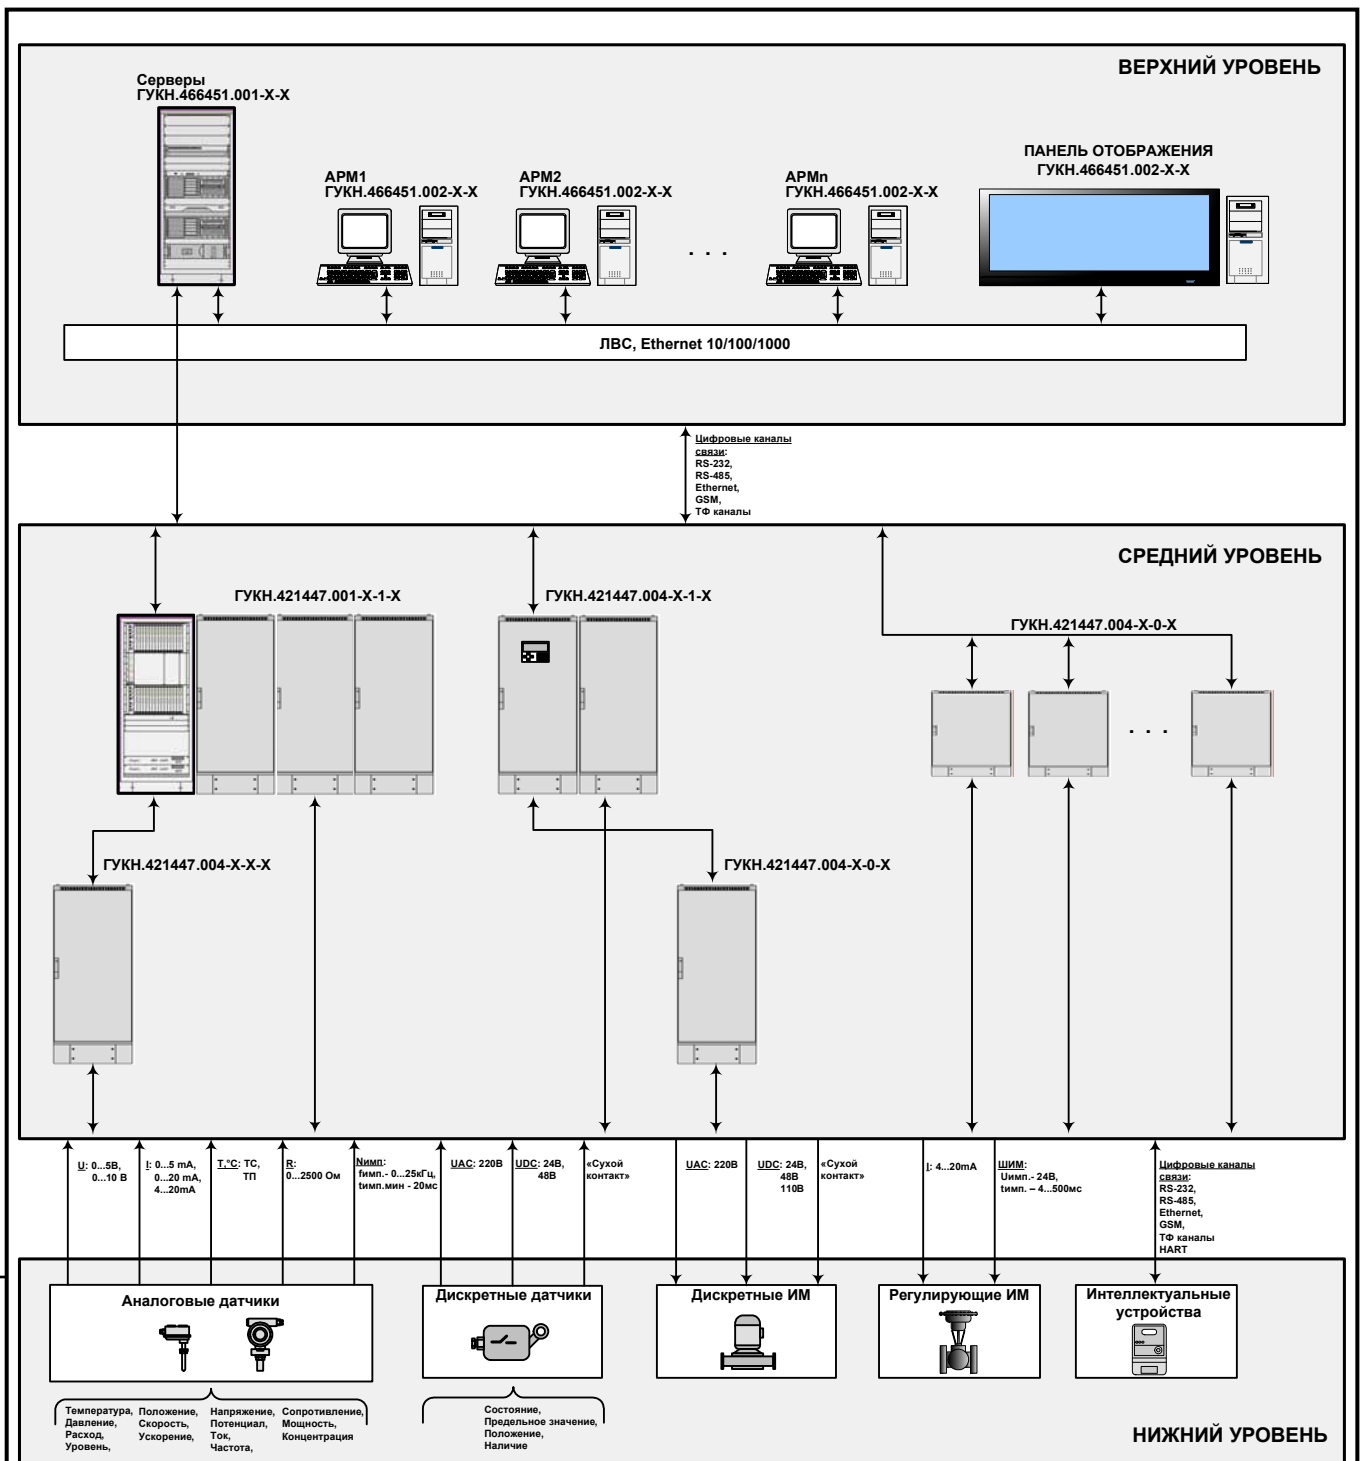 ВЕРХНИЙ УРОВЕНЬ
Серверы
ГУКН.466451.001-Х-Х
АРМ1
ГУКН.466451.002-Х-Х
АРМ2
ГУКН.466451.002-Х-Х
. . .
АРМn
ГУКН.466451.002-Х-Х
ПАНЕЛЬ ОТОБРАЖЕНИЯ
ГУКН.466451.002-Х-Х
ЛВС, Ethernet 10/100/1000
Цифровые каналы
связи:
RS-232,
RS-485,
Ethernet,
GSM,
ТФ каналы
СРЕДНИЙ УРОВЕНЬ
ГУКН.421447.001-Х-1-Х
ГУКН.421447.004-Х-1-Х
ГУКН.421447.004-Х-0-Х
. . .
ГУКН.421447.004-Х-Х-Х
ГУКН.421447.004-Х-0-Х
U: 0...5В,
0...10 В
I: 0...5 mA,
0...20 mA,
4...20mA
T,°C: ТС,
ТП
R:
0...2500 Ом
Nимп:
fимп.- 0...25кГц,
tимп.мин - 20мс
UAC: 220В
UDC: 24В,
48В
«Сухой
контакт»
UAC: 220В
UDC: 24В,
48В
110В
«Сухой
контакт»
I: 4...20mA
ШИМ:
Uимп.- 24В,
tимп. – 4...500мс
Цифровые каналы
связи:
RS-232,
RS-485,
Ethernet,
GSM,
ТФ каналы
HART
Аналоговые датчики
Дискретные датчики
Дискретные ИМ
Регулирующие ИМ
Интеллектуальные
устройства
Температура,
Давление,
Расход,
Уровень,
Положение,
Скорость,
Ускорение,
Напряжение,
Потенциал,
Ток,
Частота,
Сопротивление,
Мощность,
Концентрация
Состояние,
Предельное значение,
Положение,
Наличие
НИЖНИЙ УРОВЕНЬ